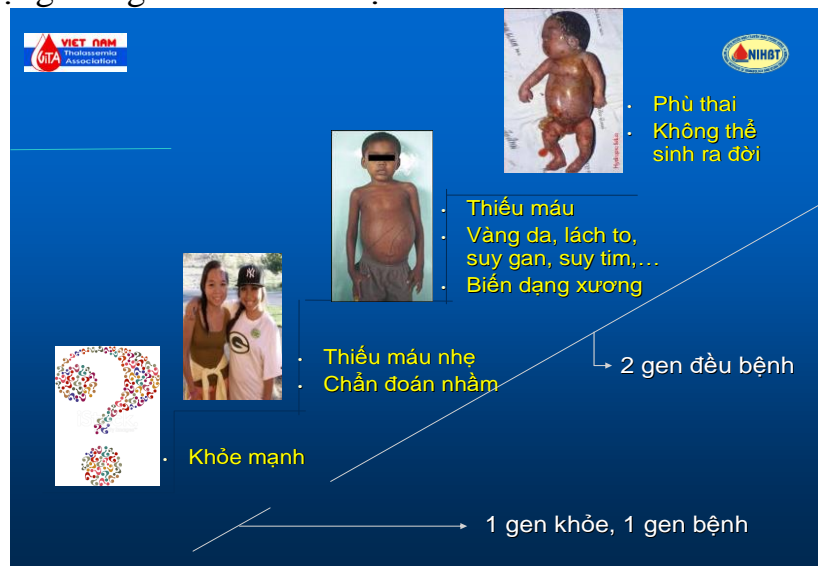 VIET NAM
Thalassemia
Association
NIHBT
• Phù thai
• Không thể
sinh ra đời
• Thiếu máu
• Vàng da, lách to,
suy gan, suy tim,…
• Biến dạng xương
• Thiếu máu nhẹ
• Chẩn đoán nhầm
2 gen đều bệnh
• Khỏe mạnh
1 gen khỏe, 1 gen bệnh